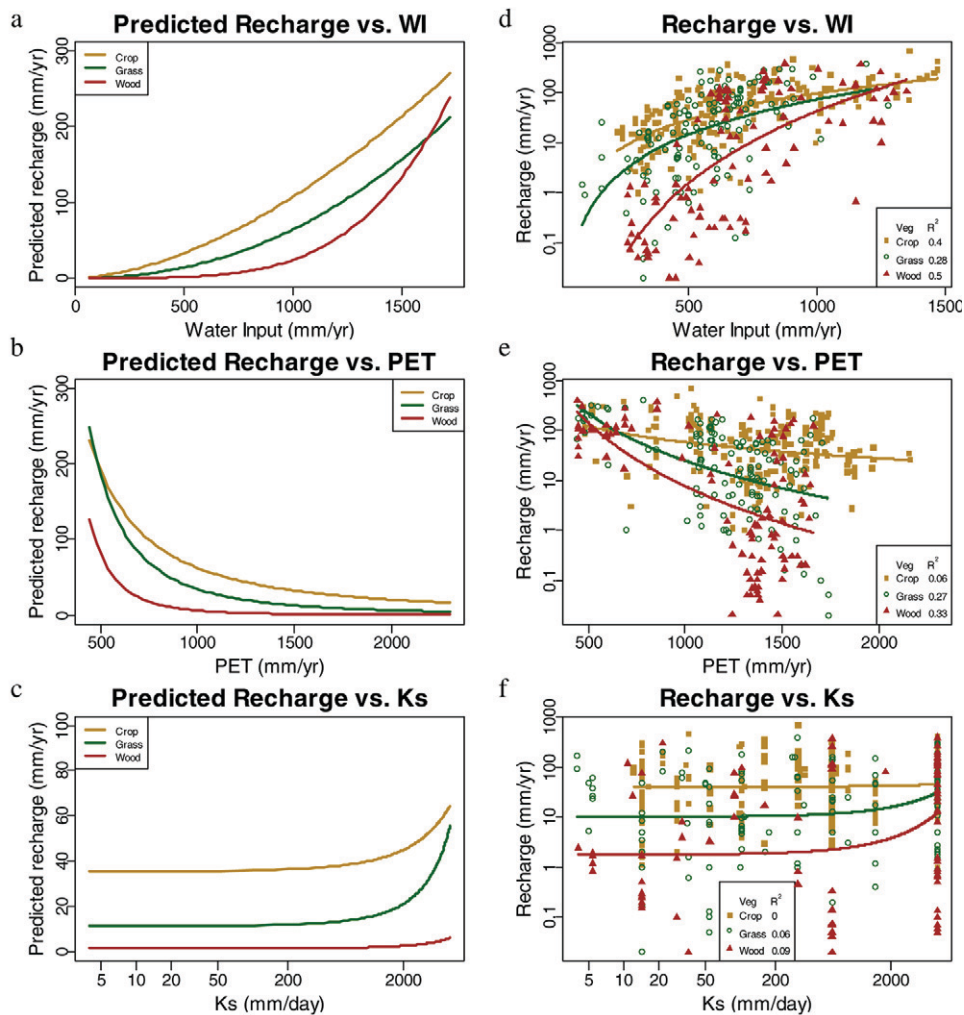 a
Predicted Recharge vs. WI
Predicted recharge (mm/yr)
300
200
100
0
Crop
Grass
Wood
500
1000
1500
Water Input (mm/yr)
d
Recharge vs. WI
Recharge (mm/yr)
1000
100
10
1
0,1
Veg R²
Crop 0.4
Grass 0.28
Wood 0.5
500
1000
1500
Water Input (mm/yr)
b
Predicted Recharge vs. PET
Predicted recharge (mm/yr)
300
200
100
0
Crop
Grass
Wood
500
1000
1500
2000
PET (mm/yr)
e
Recharge vs. PET
Recharge (mm/yr)
1000
100
10
1
0,1
Veg R²
Crop 0.06
Grass 0.27
Wood 0.33
500
1000
1500
2000
PET (mm/yr)
c
Predicted Recharge vs. Ks
Predicted recharge (mm/yr)
100
80
60
40
20
0
Crop
Grass
Wood
5
10
20
50
200
2000
Ks (mm/day)
f
Recharge vs. Ks
Recharge (mm/yr)
1000
100
10
1
0,1
Veg R²
Crop 0
Grass 0.06
Wood 0.09
5
10
20
50
200
2000
Ks (mm/day)